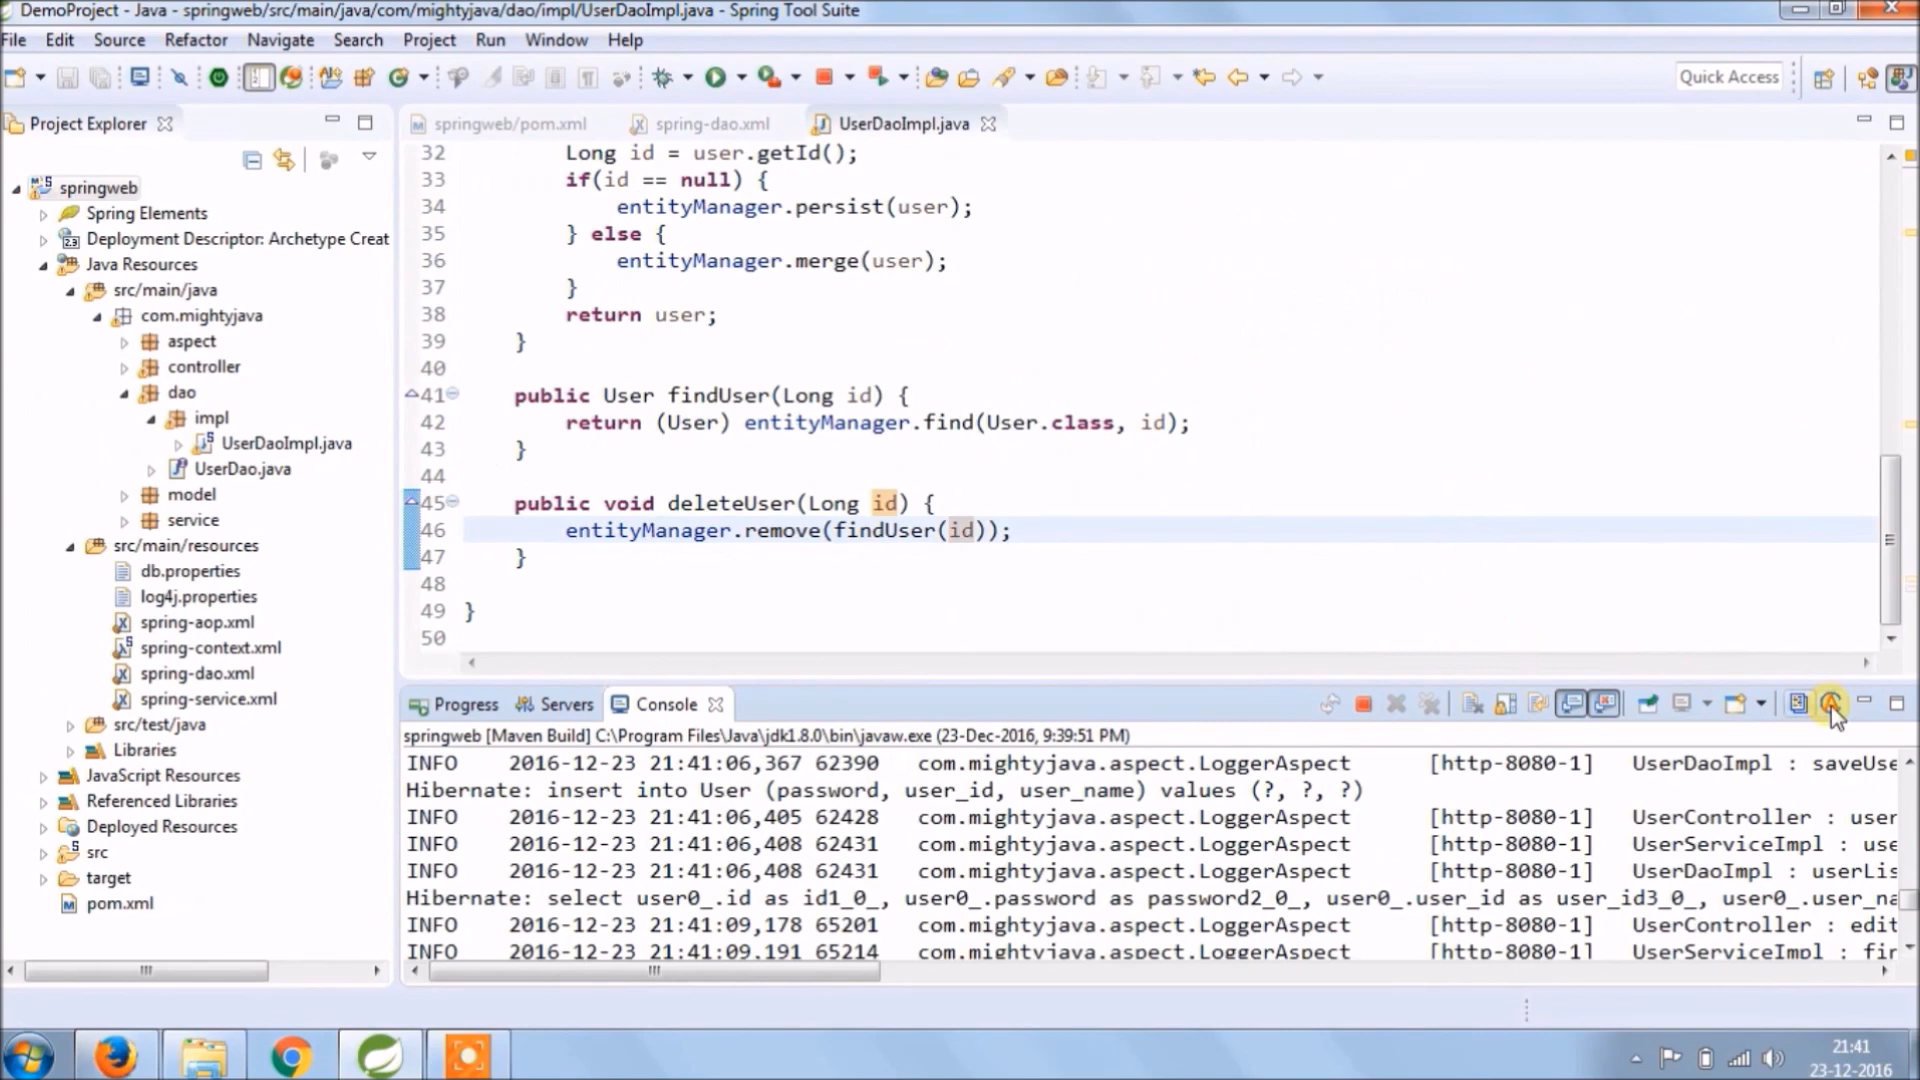 DemoProject - Java - springweb/src/main/java/com/mightyjava/dao/impl/UserDaoImpl.java - Spring Tool Suite
File Edit Source Refactor Navigate Search Project Run Window Help
Quick Access
Project Explorer
springweb
Spring Elements
Deployment Descriptor: Archetype Creat
Java Resources
src/main/java
com.mightyjava
aspect
controller
dao
impl
UserDaoImpl.java
UserDao.java
model
service
src/main/resources
db.properties
log4j.properties
spring-aop.xml
spring-context.xml
spring-dao.xml
spring-service.xml
src/test/java
Libraries
JavaScript Resources
Referenced Libraries
Deployed Resources
src
target
pom.xml
springweb/pom.xml spring-dao.xml UserDaoImpl.java
32 Long id = user.getId();
33 if(id == null) {
34 entityManager.persist(user);
35 } else {
36 entityManager.merge(user);
37 }
38 return user;
39 }
40
41 public User findUser(Long id) {
42 return (User) entityManager.find(User.class, id);
43 }
44
45 public void deleteUser(Long id) {
46 entityManager.remove(findUser(id));
47 }
48
49 }
50
Progress Servers Console
springweb [Maven Build] C:\Program Files\Java\jdk1.8.0\bin\javaw.exe (23-Dec-2016, 9:39:51 PM)
INFO 2016-12-23 21:41:06,367 62390 com.mightyjava.aspect.LoggerAspect [http-8080-1] UserDaoImpl : saveUse
Hibernate: insert into User (password, user_id, user_name) values (?, ?, ?)
INFO 2016-12-23 21:41:06,405 62428 com.mightyjava.aspect.LoggerAspect [http-8080-1] UserController : user
INFO 2016-12-23 21:41:06,408 62431 com.mightyjava.aspect.LoggerAspect [http-8080-1] UserServiceImpl : use
INFO 2016-12-23 21:41:06,408 62431 com.mightyjava.aspect.LoggerAspect [http-8080-1] UserDaoImpl : userLis
Hibernate: select user0_.id as id1_0_, user0_.password as password2_0_, user0_.user_id as user_id3_0_, user0_.user_na
INFO 2016-12-23 21:41:09,178 65201 com.mightyjava.aspect.LoggerAspect [http-8080-1] UserController : edit
INFO 2016-12-23 21:41:09,191 65214 com.mightyjava.aspect.LoggerAspect [http-8080-1] UserServiceImpl : fin
21:41
23-12-2016